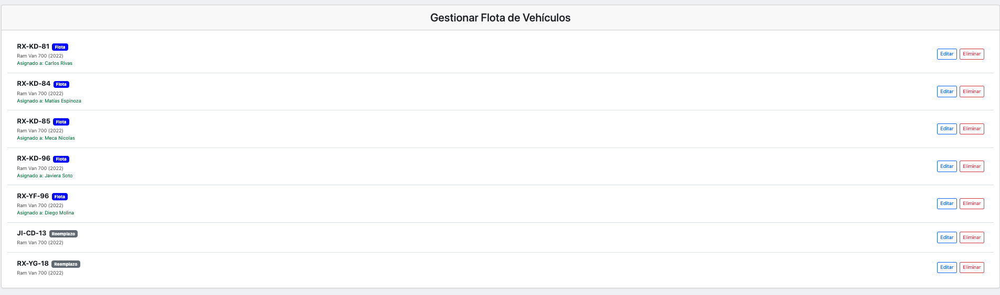 Gestionar Flota de Vehículos
RX-KD-81 Flota
Ram Van 700 (2022)
Asignado a: Carlos Rivas
Editar Eliminar
RX-KD-84 Flota
Ram Van 700 (2022)
Asignado a: Matías Espinoza
Editar Eliminar
RX-KD-85 Flota
Ram Van 700 (2022)
Asignado a: Meca Nicolas
Editar Eliminar
RX-KD-96 Flota
Ram Van 700 (2022)
Asignado a: Javiera Soto
Editar Eliminar
RX-YF-96 Flota
Ram Van 700 (2022)
Asignado a: Diego Molina
Editar Eliminar
JI-CD-13 Reemplazo
Ram Van 700 (2022)
Editar Eliminar
RX-YG-18 Reemplazo
Ram Van 700 (2022)
Editar Eliminar